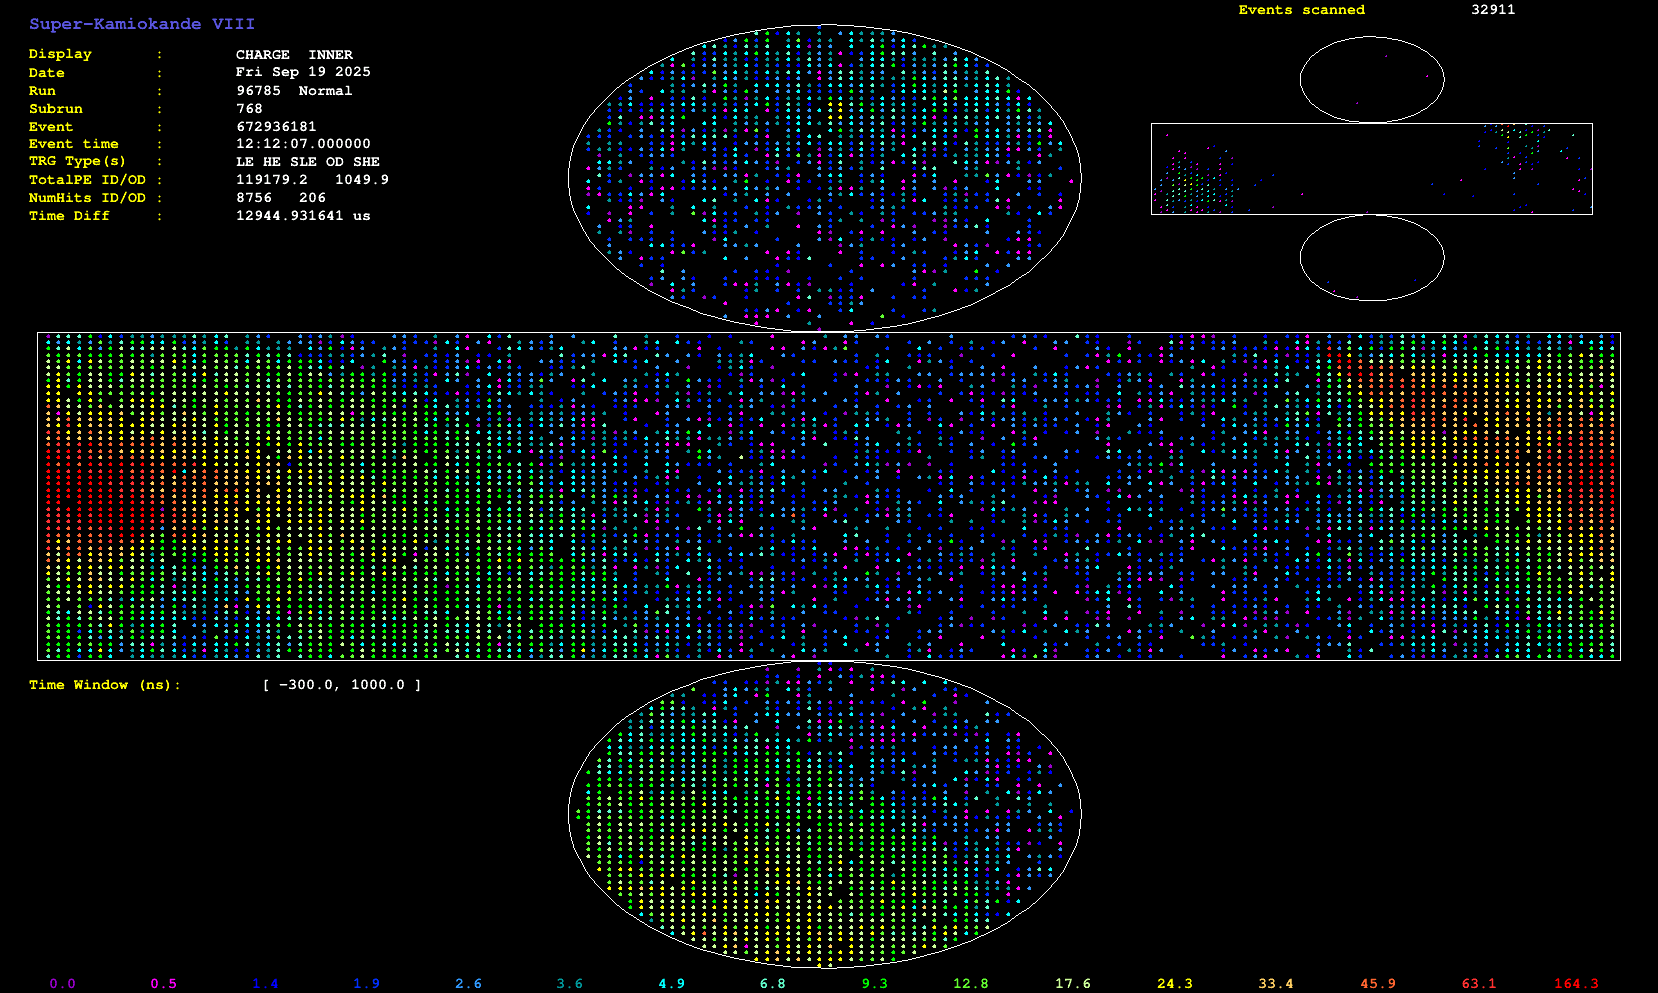 Super-Kamiokande VIII
Events scanned 32911
Display : CHARGE INNER
Date : Fri Sep 19 2025
Run : 96785 Normal
Subrun : 768
Event : 672936181
Event time : 12:12:07.000000
TRG Type(s) : LE HE SLE OD SHE
TotalPE ID/OD : 119179.2 1049.9
NumHits ID/OD : 8756 206
Time Diff : 12944.931641 us
Time Window (ns): [ -300.0, 1000.0 ]
0.0 0.5 1.4 1.9 2.6 3.6 4.9 6.8 9.3 12.8 17.6 24.3 33.4 45.9 63.1 164.3